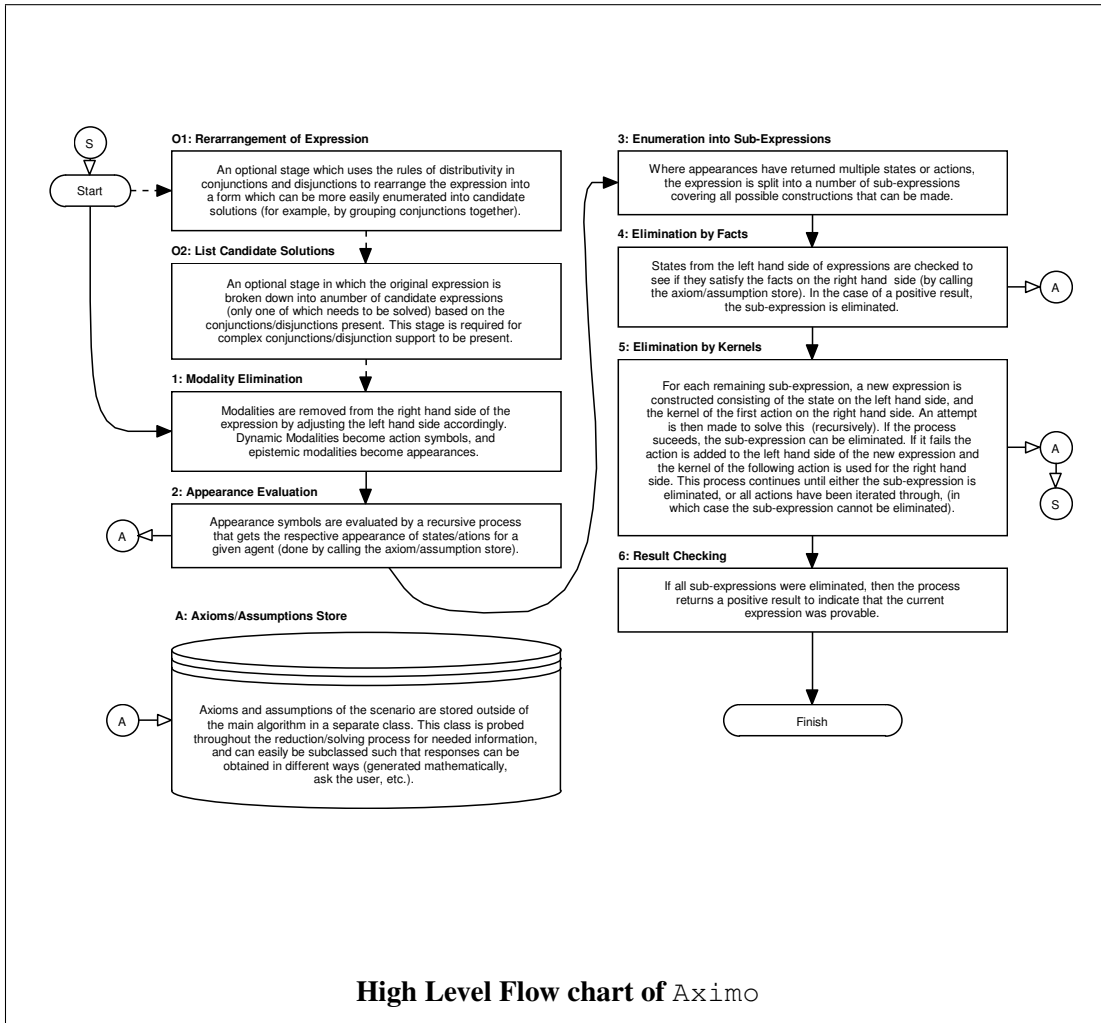 S
Start
O1: Rearrangement of Expression
An optional stage which uses the rules of distributivity in
conjunctions and disjunctions to rearrange the expression into
a form which can be more easily enumerated into candidate
solutions (for example, by grouping conjunctions together).
O2: List Candidate Solutions
An optional stage in which the original expression is
broken down into anumber of candidate expressions
(only one of which needs to be solved) based on the
conjunctions/disjunctions present. This stage is required for
complex conjunctions/disjunction support to be present.
1: Modality Elimination
Modalities are removed from the right hand side of the
expression by adjusting the left hand side accordingly.
Dynamic Modalities become action symbols, and
epistemic modalities become appearances.
2: Appearance Evaluation
Appearance symbols are evaluated by a recursive process
that gets the respective appearance of states/ations for a
given agent (done by calling the axiom/assumption store).
A
A: Axioms/Assumptions Store
Axioms and assumptions of the scenario are stored outside of
the main algorithm in a separate class. This class is probed
throughout the reduction/solving process for needed information,
and can easily be subclassed such that responses can be
obtained in different ways (generated mathematically,
ask the user, etc.).
A
3: Enumeration into Sub-Expressions
Where appearances have returned multiple states or actions,
the expression is split into a number of sub-expressions
covering all possible constructions that can be made.
4: Elimination by Facts
States from the left hand side of expressions are checked to
see if they satisfy the facts on the right hand side (by calling
the axiom/assumption store). In the case of a positive result,
the sub-expression is eliminated.
A
5: Elimination by Kernels
For each remaining sub-expression, a new expression is
constructed consisting of the state on the left hand side, and
the kernel of the first action on the right hand side. An attempt
is then made to solve this (recursively). If the process
suceeds, the sub-expression can be eliminated. If it fails the
action is added to the left hand side of the new expression and
the kernel of the following action is used for the right hand
side. This process continues until either the sub-expression is
eliminated, or all actions have been iterated through, (in
which case the sub-expression cannot be eliminated).
A
S
6: Result Checking
If all sub-expressions were eliminated, then the process
returns a positive result to indicate that the current
expression was provable.
Finish
High Level Flow chart of Aximo